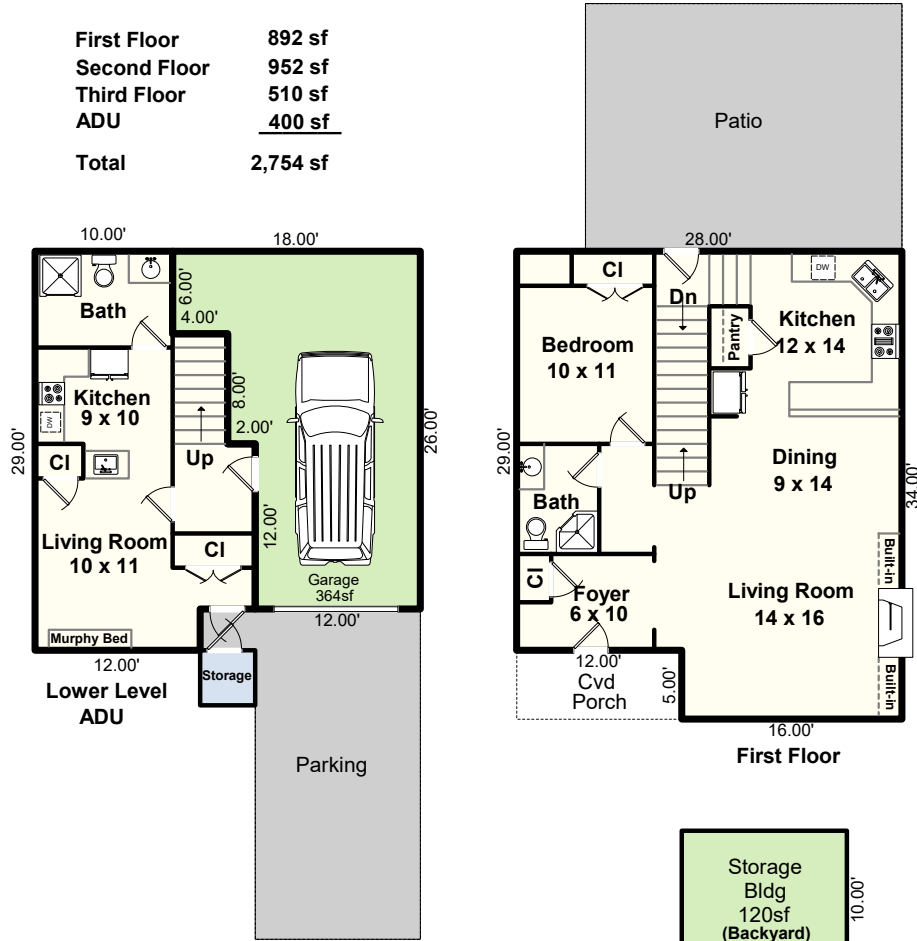 First Floor 892 sf
Second Floor 952 sf
Third Floor 510 sf
ADU 400 sf
Total 2,754 sf
Patio
10.00'
18.00'
Bath
6.00'
4.00'
Kitchen
9 x 10
DW
8.00'
2.00'
29.00'
26.00'
Cl
Up
Living Room
10 x 11
12.00'
Cl
Garage
364sf
12.00'
Murphy Bed
12.00'
Storage
Lower Level
ADU
Parking
28.00'
Cl
Dn
DW
Bedroom
10 x 11
Pantry
Kitchen
12 x 14
29.00'
34.00'
Dining
9 x 14
Up
Bath
Cl
Foyer
6 x 10
Living Room
14 x 16
Built-in
Built-in
12.00'
Cvd
Porch
5.00'
16.00'
First Floor
Storage
Bldg
120sf
(Backyard)
10.00'